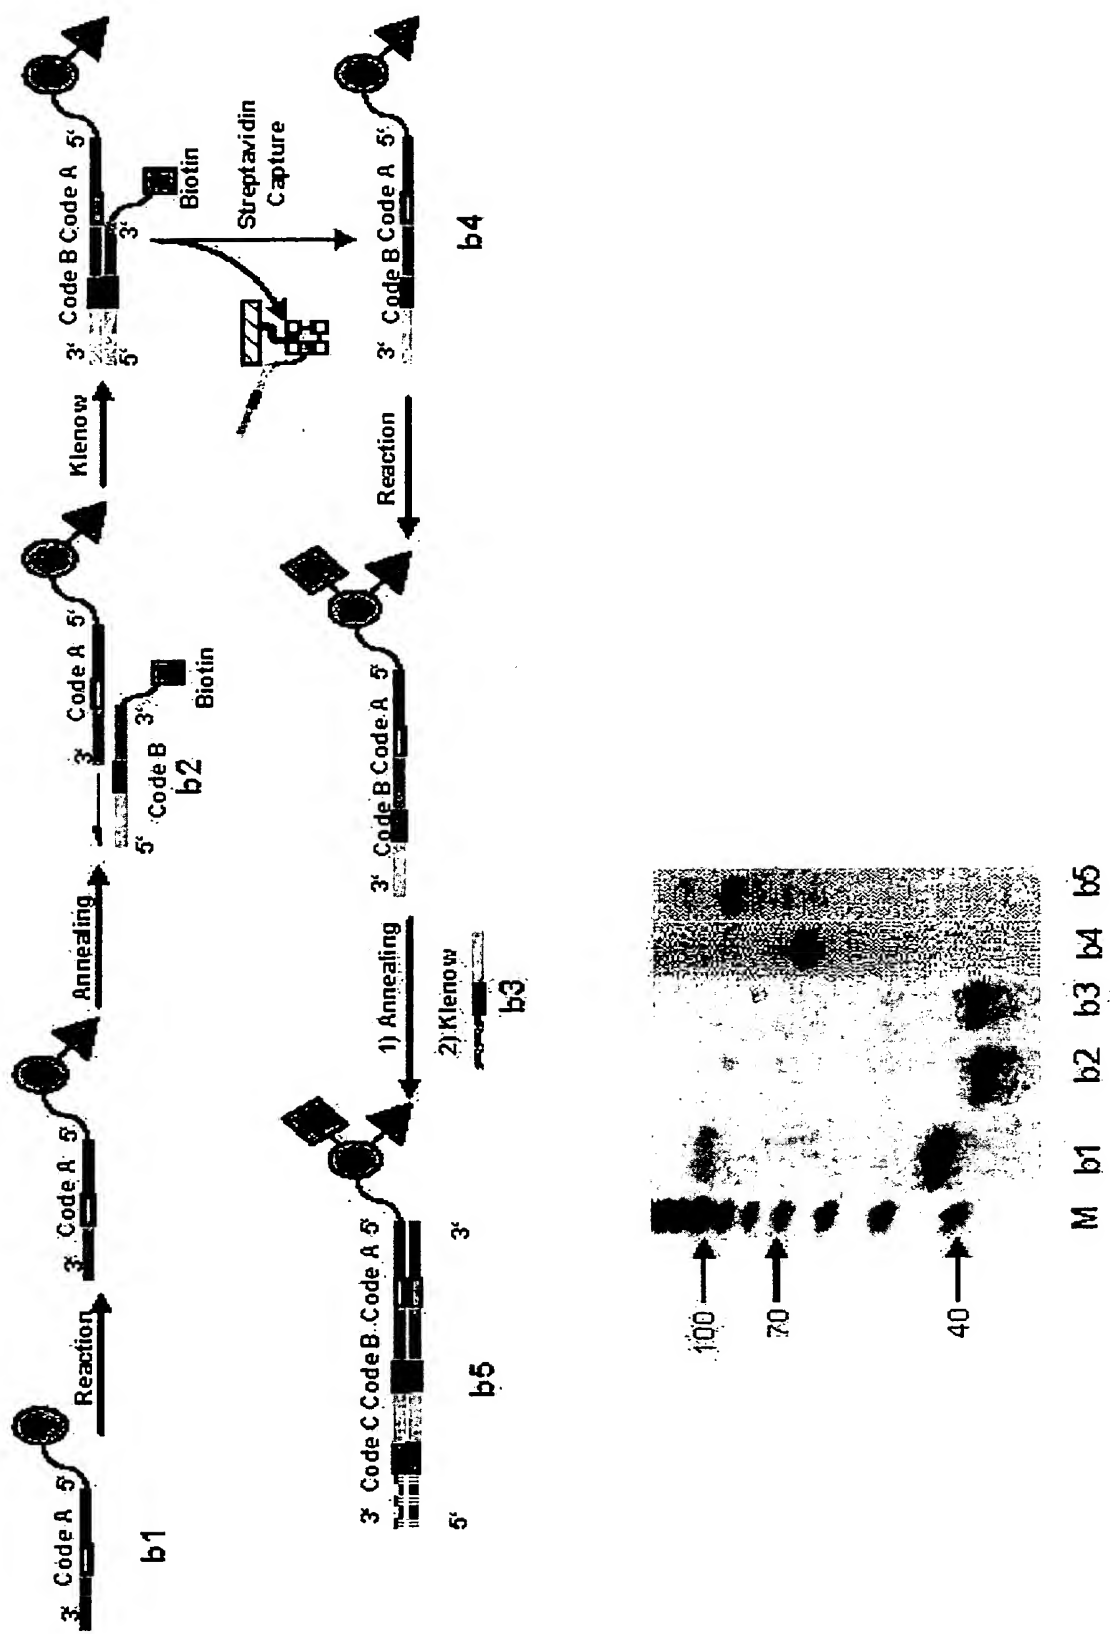 3‘ Code A 5‘
b1
Reaction
3‘ Code A 5‘
Annealing
3‘ Code A 5‘
3‘
5‘ Code B
Biotin
b2
Klenow
3‘ Code B Code A 5‘
5‘
3‘
Biotin
Streptavidin
Capture
3‘ Code B Code A 5‘
b4
Reaction
3‘ Code B Code A 5‘
1) Annealing
2) Klenow
b3
3‘ Code C Code B Code A 5‘
5‘
3‘
b5
100
70
40
M b1 b2 b3 b4 b5